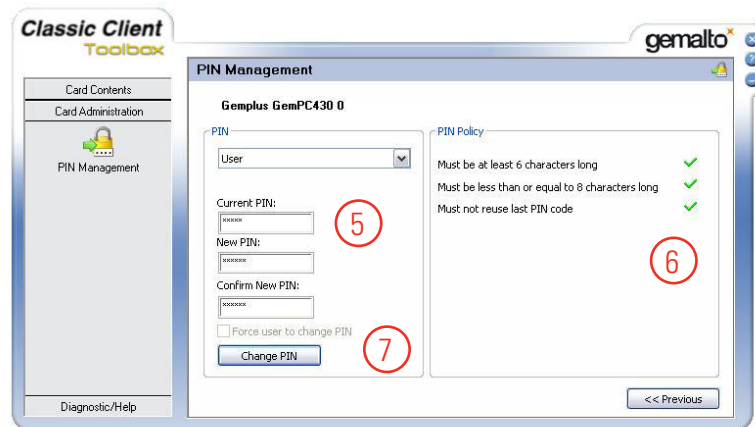 Classic Client
Toolbox
gemalto
PIN Management
Card Contents
Card Administration
PIN Management
Diagnostic/Help
Gemplus GemPC430 0
PIN
User
Current PIN:
*****
5
New PIN:
******
Confirm New PIN:
******
Force user to change PIN
Change PIN
7
PIN Policy
Must be at least 6 characters long
Must be less than or equal to 8 characters long
Must not reuse last PIN code
6
<< Previous